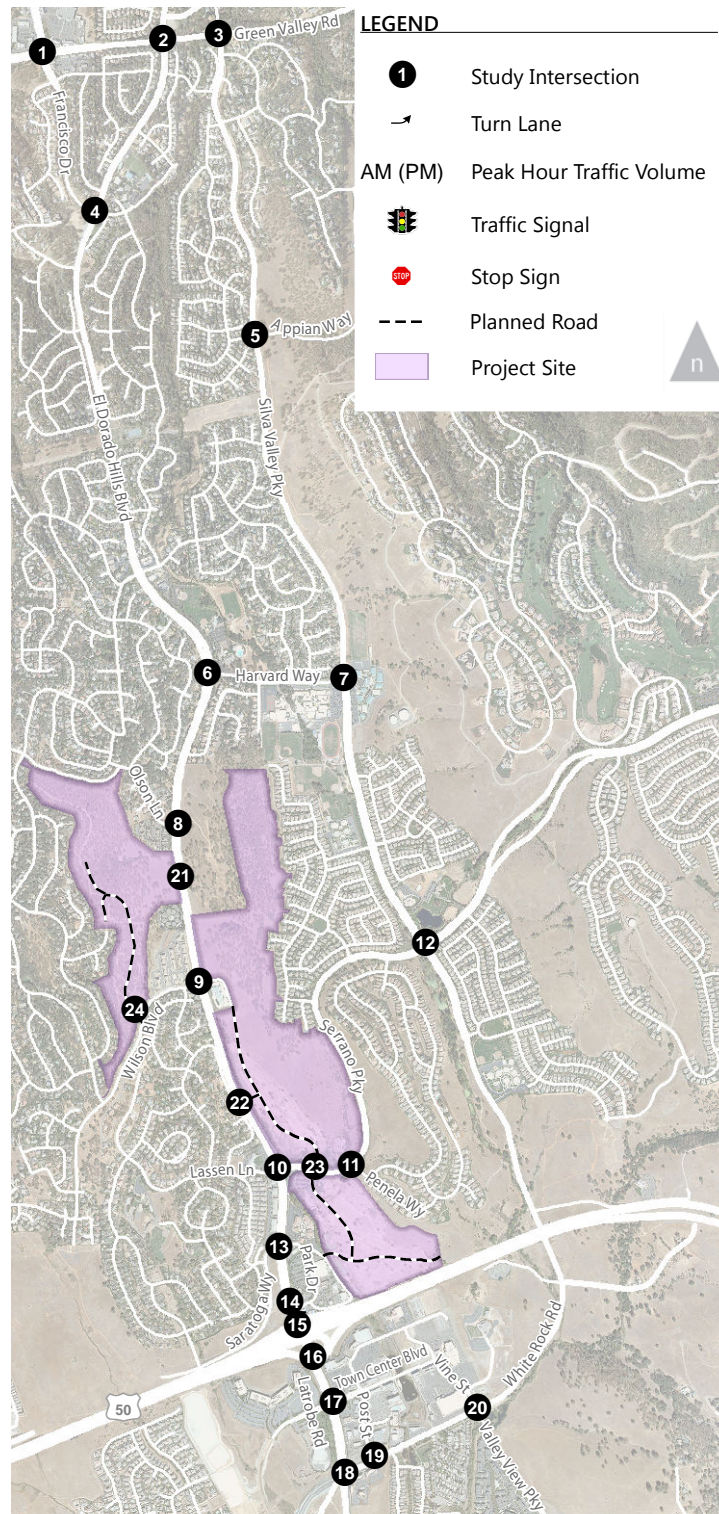 LEGEND
1 Study Intersection
Turn Lane
AM (PM) Peak Hour Traffic Volume
Traffic Signal
STOP Stop Sign
Planned Road
Project Site
n
1
2
3
Green Valley Rd
Francisco Dr
4
5
Appian Way
El Dorado Hills Blvd
Silva Valley Pky
6
Harvard Way
7
Olson Ln
8
21
12
9
24
Wilson Blvd
Serrano Pky
22
Lassen Ln
10
23
11
Penela Wy
13
Park Dr
Saratoga Wy
14
15
16
Town Center Blvd
Vine St
White Rock Rd
50
Latrobe Rd
17
Post St
20
Valley View Pky
19
18